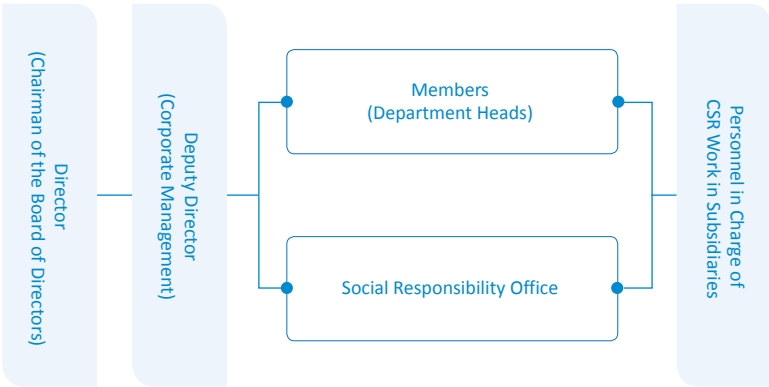 Director
(Chairman of the Board of Directors)
Deputy Director
(Corporate Management)
Members
(Department Heads)
Social Responsibility Office
Personnel in Charge of
CSR Work in Subsidiaries